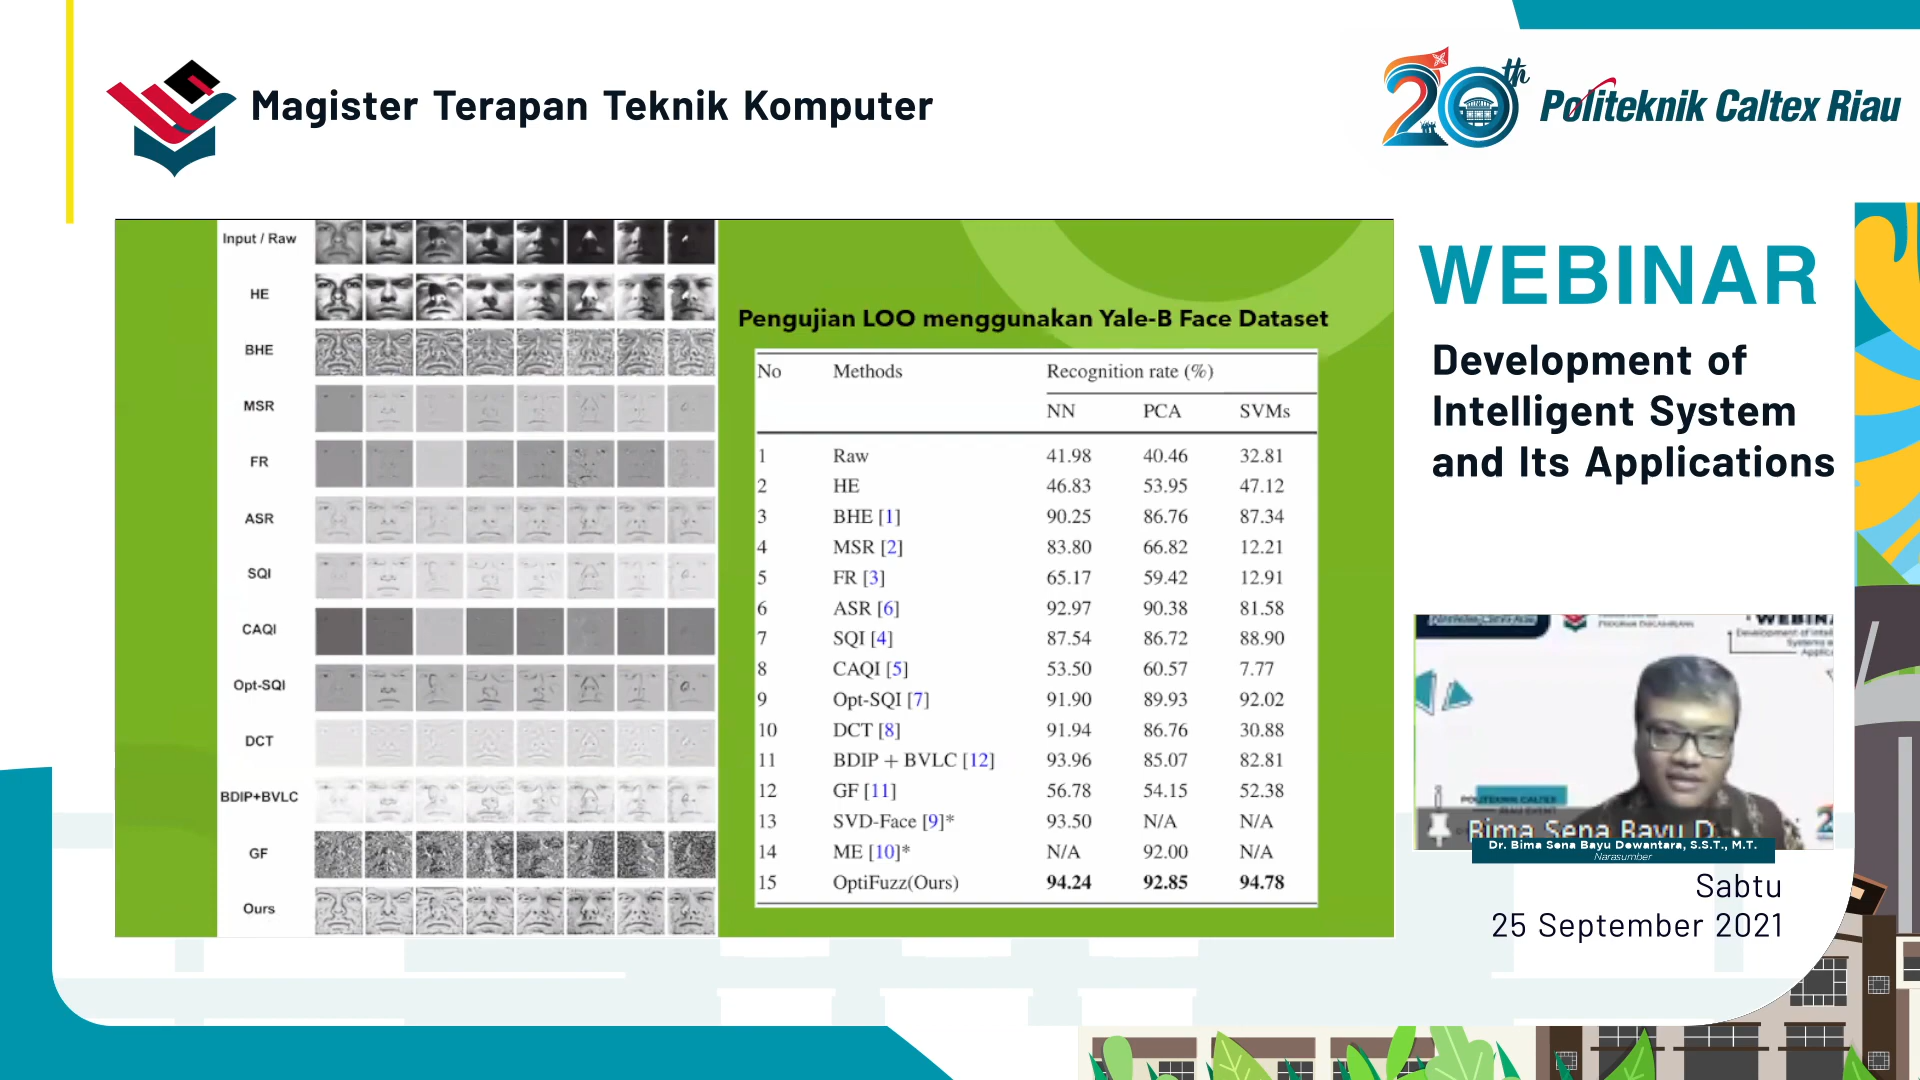 Magister Terapan Teknik Komputer
20th
Politeknik Caltex Riau
Input / Raw
HE
BHE
MSR
FR
ASR
SQI
CAQI
Opt-SQI
DCT
BDIP+BVLC
GF
Ours
Pengujian LOO menggunakan Yale-B Face Dataset
No Methods Recognition rate (%)
NN PCA SVMs
1 Raw 41.98 40.46 32.81
2 HE 46.83 53.95 47.12
3 BHE [1] 90.25 86.76 87.34
4 MSR [2] 83.80 66.82 12.21
5 FR [3] 65.17 59.42 12.91
6 ASR [6] 92.97 90.38 81.58
7 SQI [4] 87.54 86.72 88.90
8 CAQI [5] 53.50 60.57 7.77
9 Opt-SQI [7] 91.90 89.93 92.02
10 DCT [8] 91.94 86.76 30.88
11 BDIP + BVLC [12] 93.96 85.07 82.81
12 GF [11] 56.78 54.15 52.38
13 SVD-Face [9]* 93.50 N/A N/A
14 ME [10]* N/A 92.00 N/A
15 OptiFuzz(Ours) 94.24 92.85 94.78
WEBINAR
Development of
Intelligent System
and Its Applications
POLITEKNIK CALTEX
Bima Sena Bayu D.
Dr. Bima Sena Bayu Dewantara, S.S.T., M.T.
Narasumber
Sabtu
25 September 2021